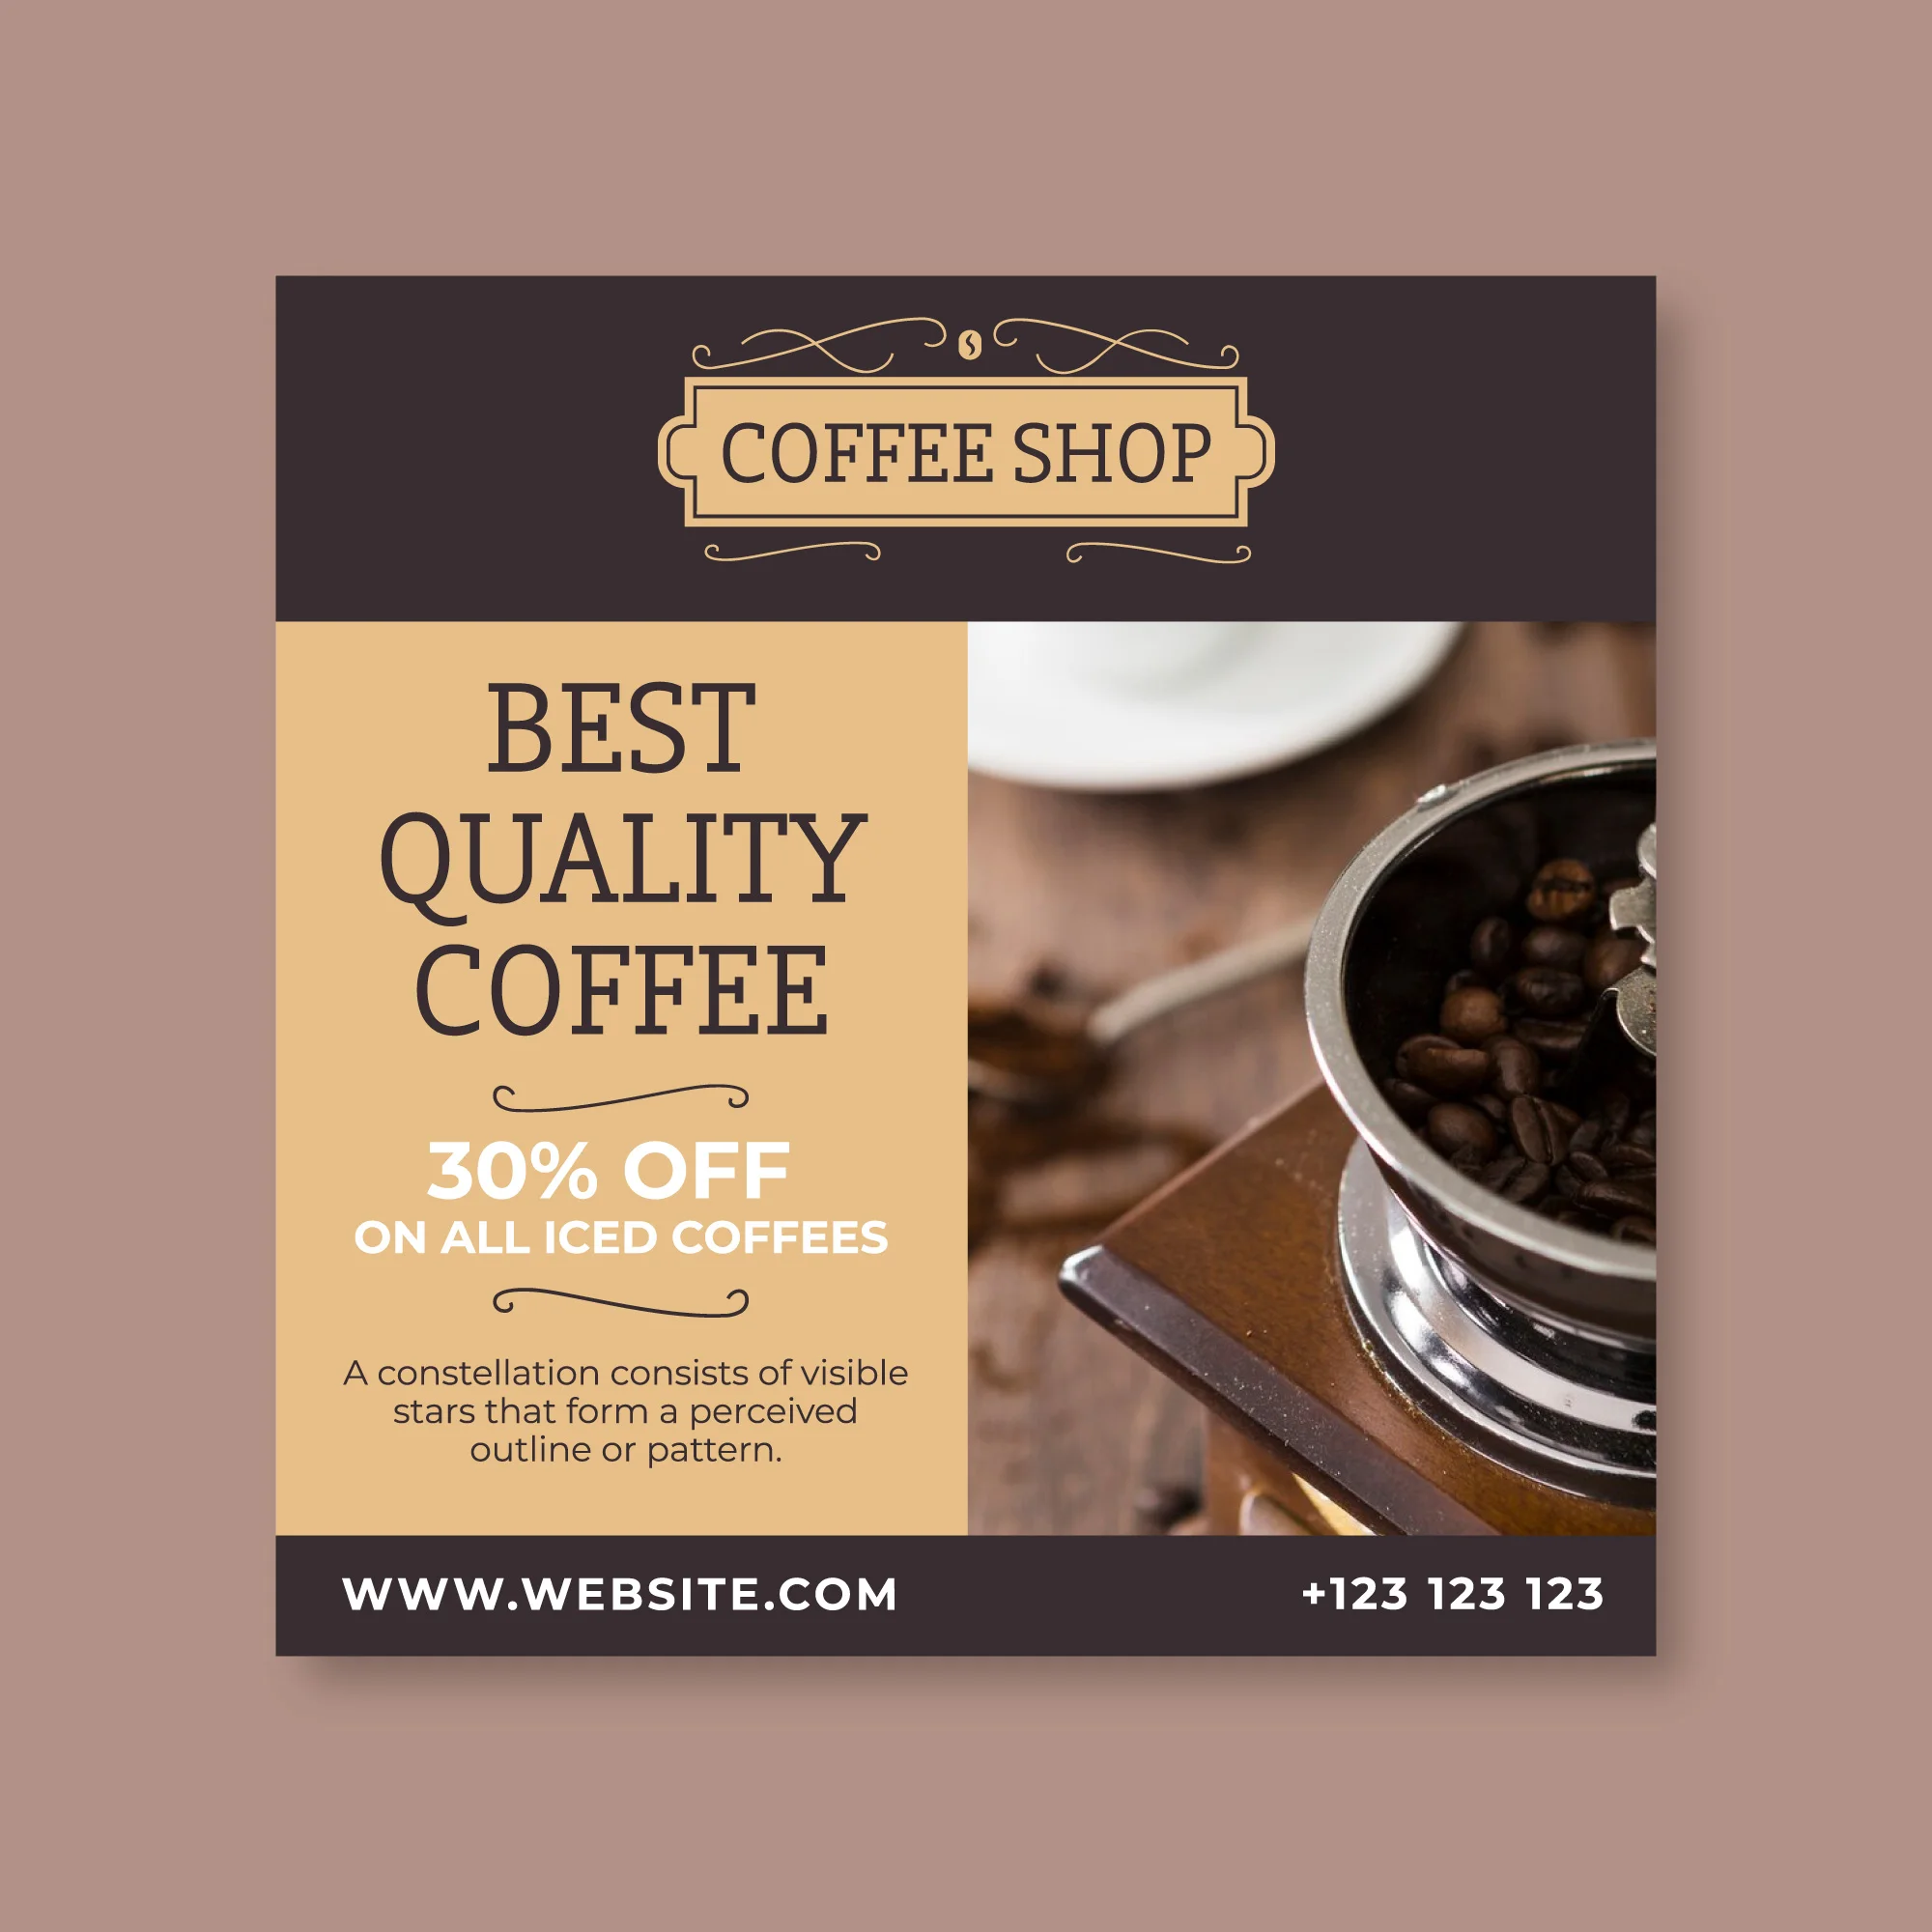 COFFEE SHOP
BEST
QUALITY
COFFEE
30% OFF
ON ALL ICED COFFEES
A constellation consists of visible
stars that form a perceived
outline or pattern.
WWW.WEBSITE.COM
+123 123 123